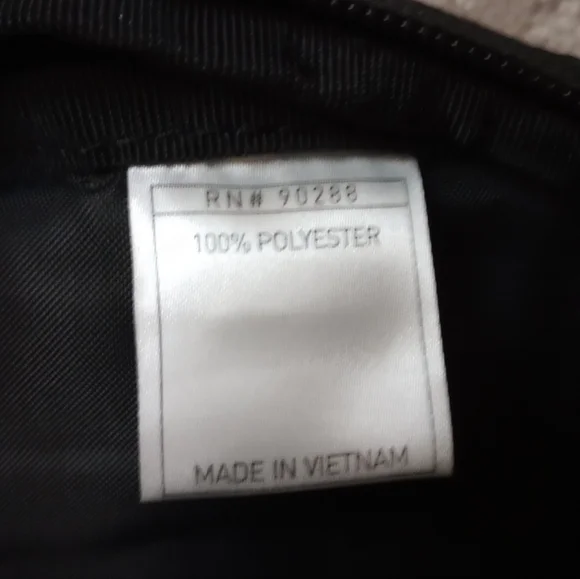 RN# 90288
100% POLYESTER
MADE IN VIETNAM